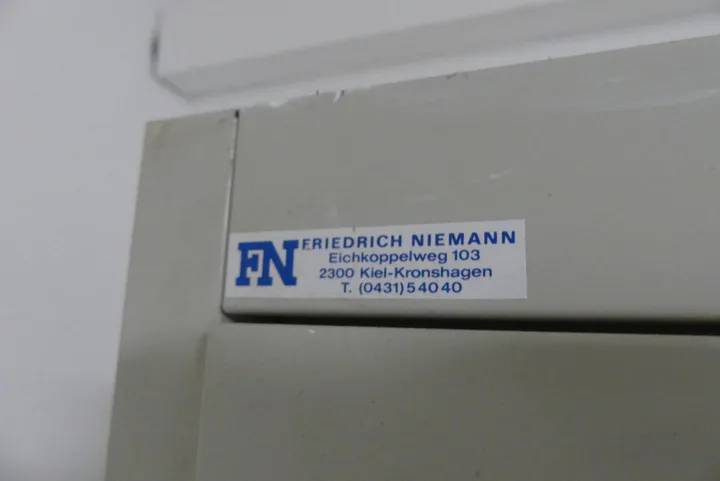 FN FRIEDRICH NIEMANN
Eichkoppelweg 103
2300 Kiel-Kronshagen
T. (0431) 54040